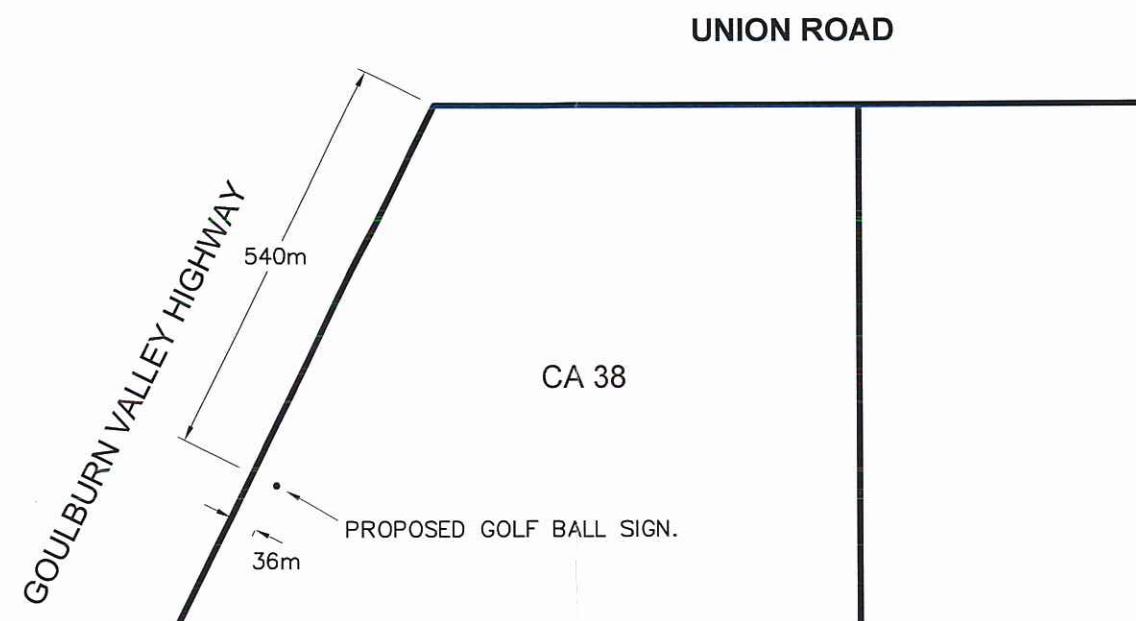 UNION ROAD
GOULBURN VALLEY HIGHWAY
540m
CA 38
PROPOSED GOLF BALL SIGN.
36m